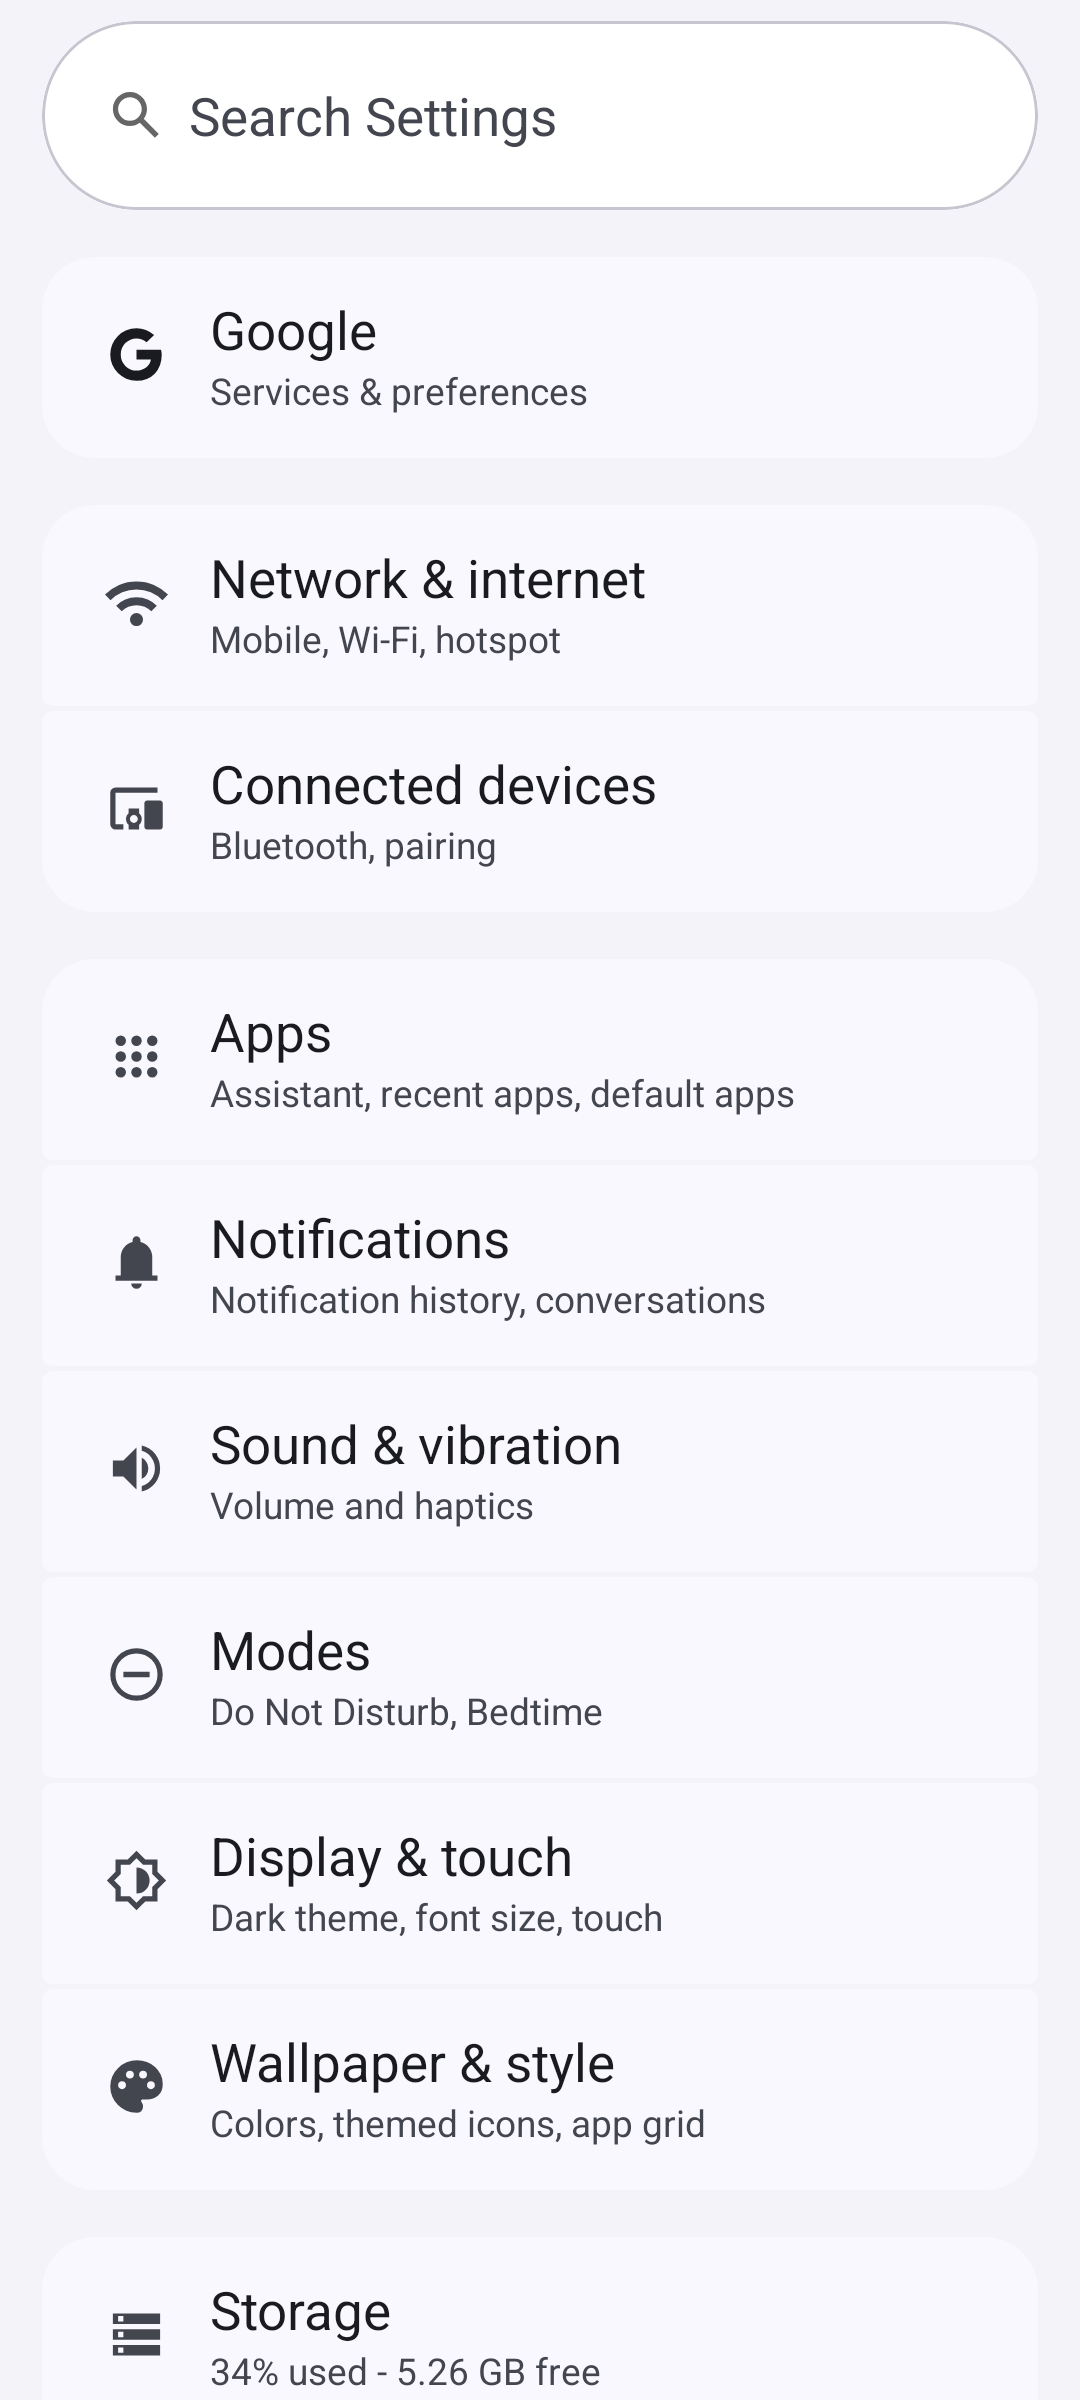 Search Settings
Google
Services & preferences
Network & internet
Mobile, Wi-Fi, hotspot
Connected devices
Bluetooth, pairing
Apps
Assistant, recent apps, default apps
Notifications
Notification history, conversations
Sound & vibration
Volume and haptics
Modes
Do Not Disturb, Bedtime
Display & touch
Dark theme, font size, touch
Wallpaper & style
Colors, themed icons, app grid
Storage
34% used - 5.26 GB free